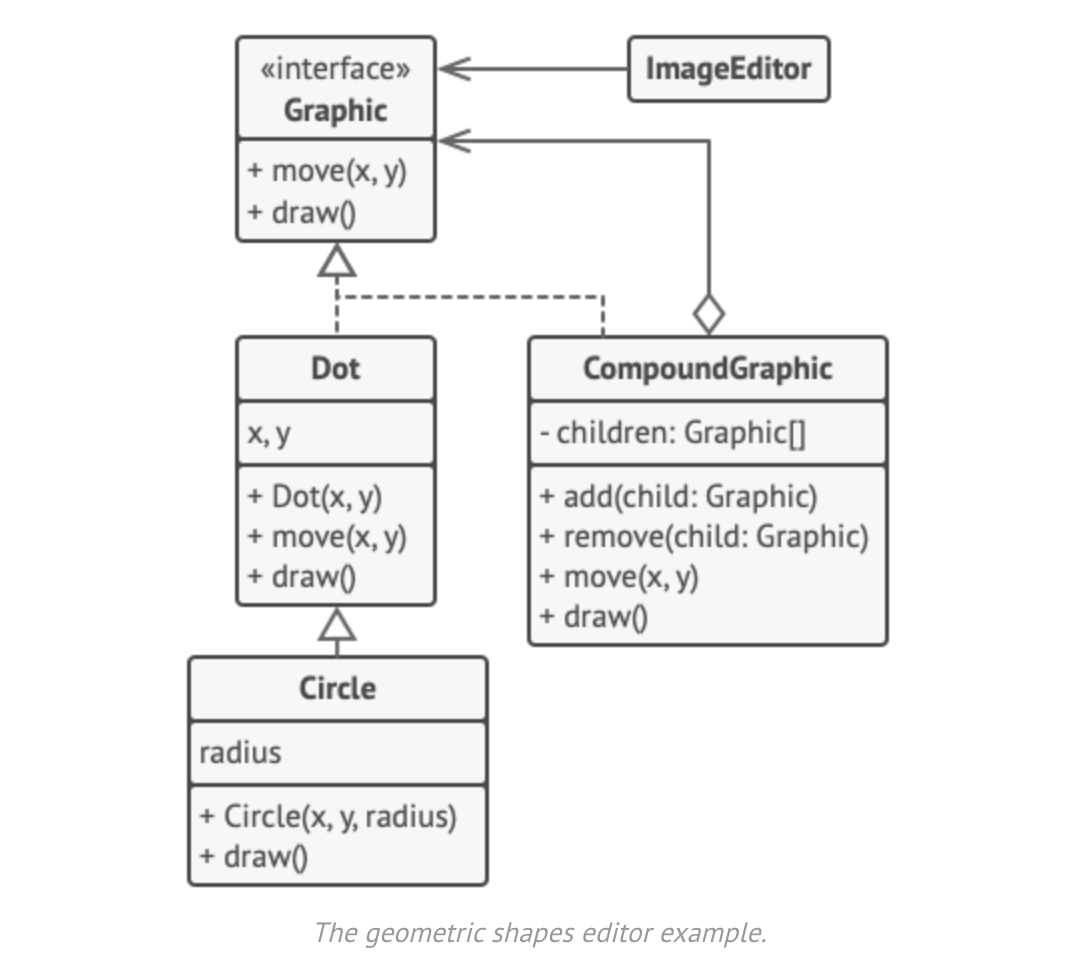 «interface»
Graphic
+ move(x, y)
+ draw()
ImageEditor
Dot
x, y
+ Dot(x, y)
+ move(x, y)
+ draw()
CompoundGraphic
- children: Graphic[]
+ add(child: Graphic)
+ remove(child: Graphic)
+ move(x, y)
+ draw()
Circle
radius
+ Circle(x, y, radius)
+ draw()
The geometric shapes editor example.